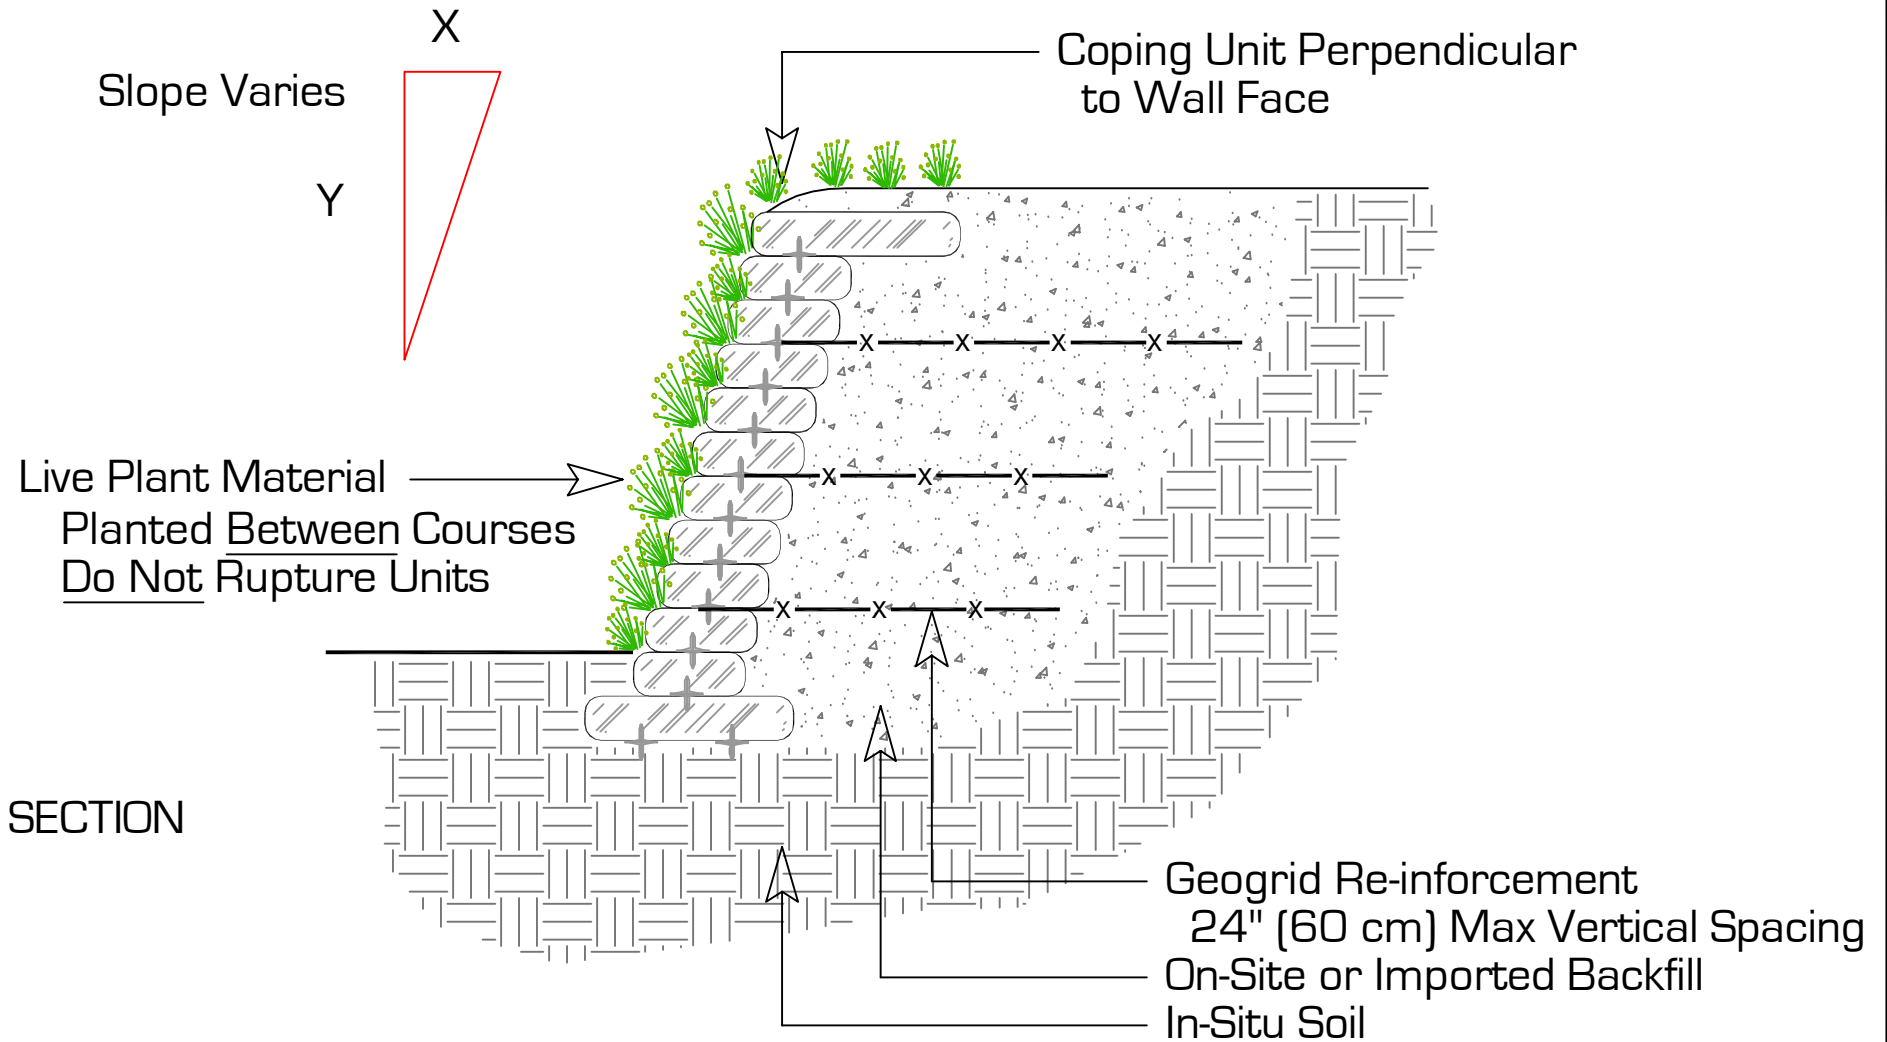 X
Slope Varies
Y
Coping Unit Perpendicular
to Wall Face
X X X X
Live Plant Material
Planted Between Courses
Do Not Rupture Units
X X X
X X X
SECTION
Geogrid Re-inforcement
24" (60 cm) Max Vertical Spacing
On-Site or Imported Backfill
In-Situ Soil